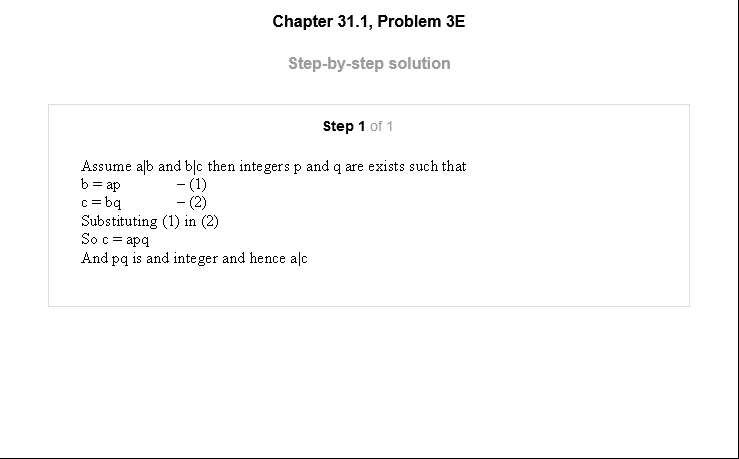 Chapter 31.1, Problem 3E
Step-by-step solution
Step 1 of 1
Assume a|b and b|c then integers p and q are exists such that
b = ap – (1)
c = bq – (2)
Substituting (1) in (2)
So c = apq
And pq is and integer and hence a|c